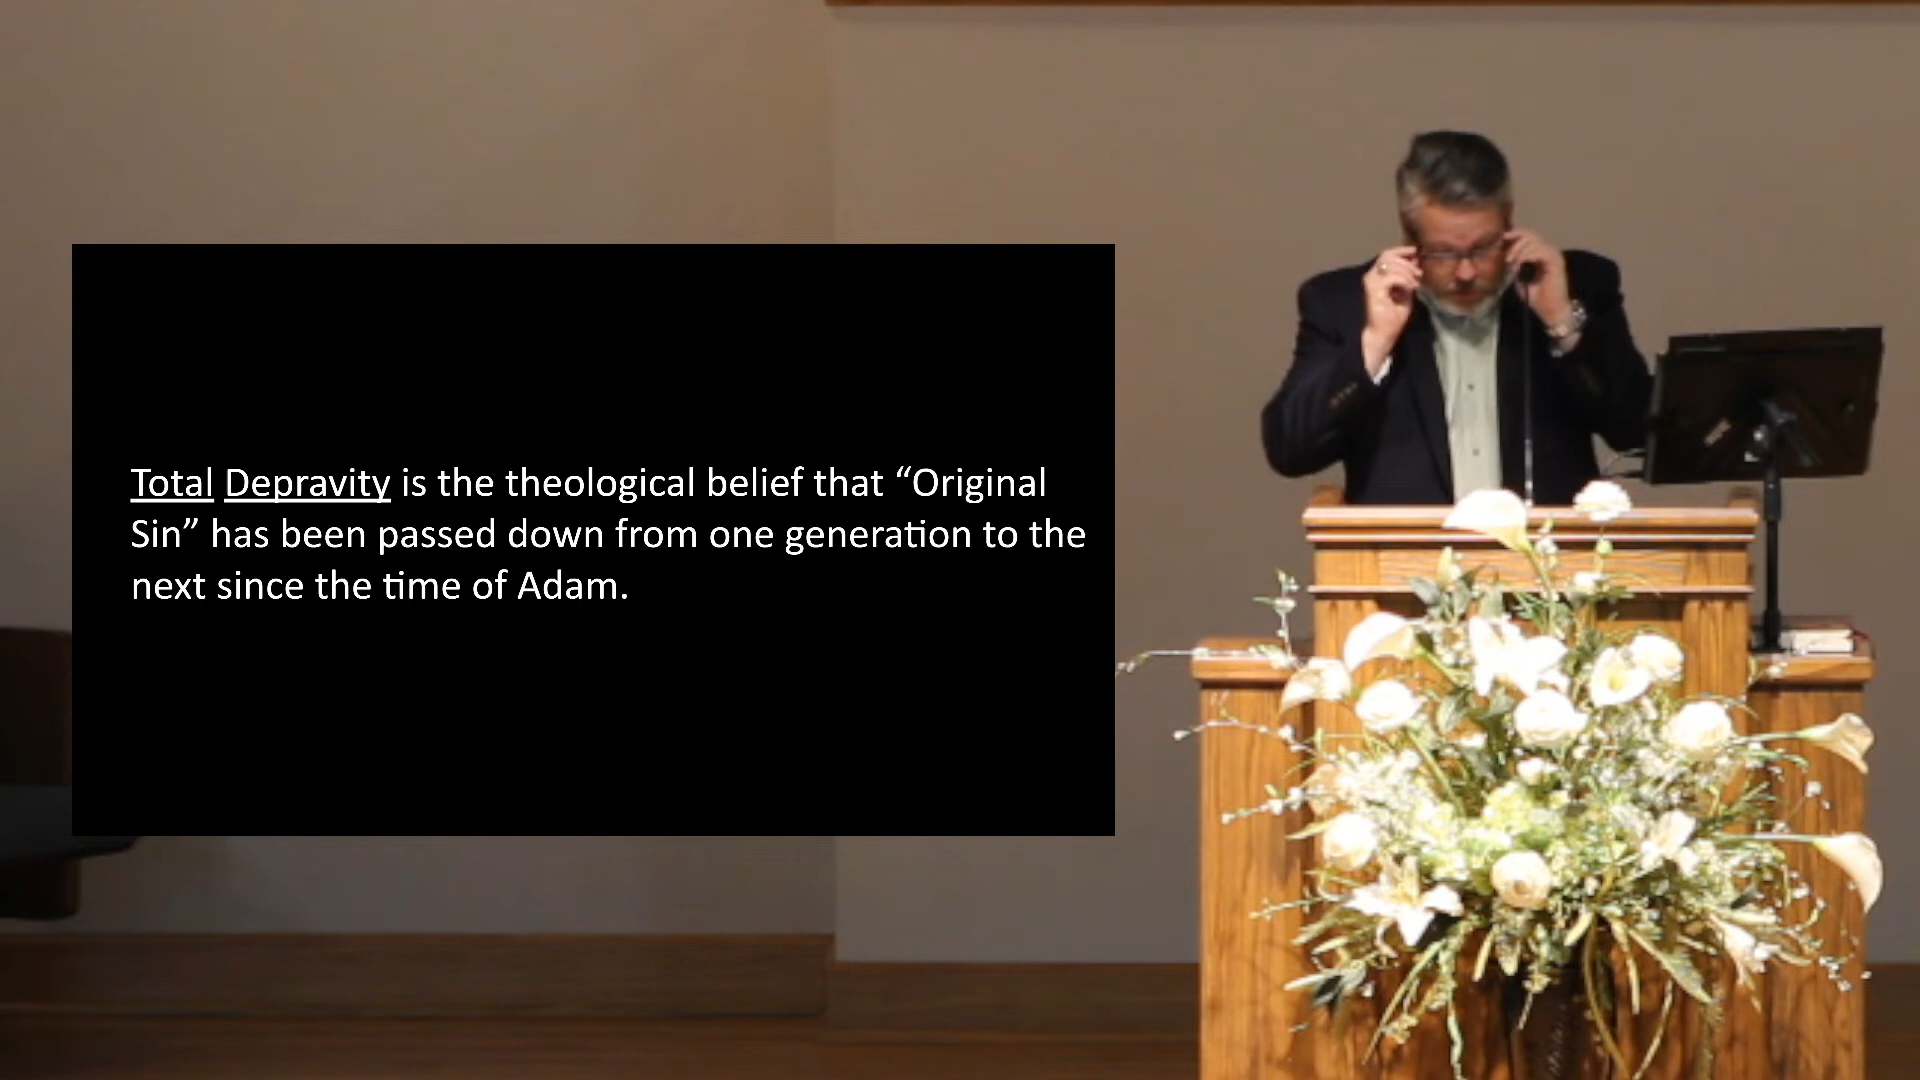 Total Depravity is the theological belief that “Original
Sin” has been passed down from one generation to the
next since the time of Adam.